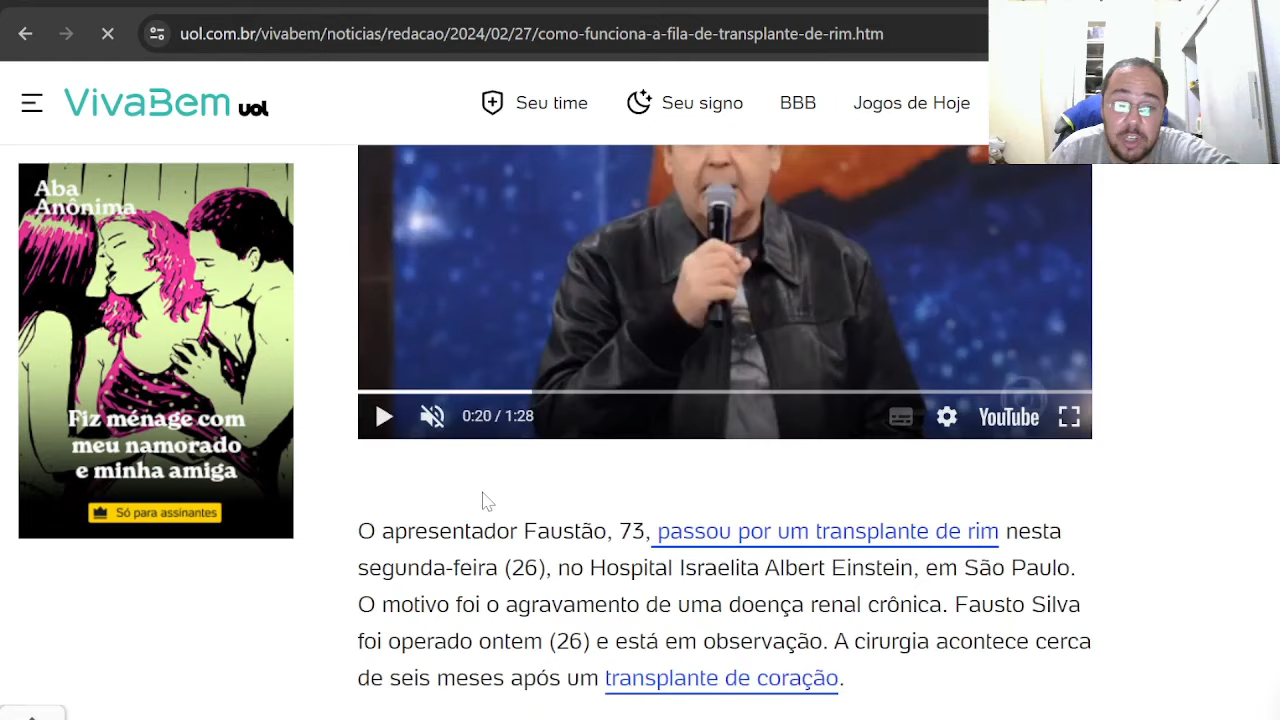 uol.com.br/vivabem/noticias/redacao/2024/02/27/como-funciona-a-fila-de-transplante-de-rim.htm
VivaBem uol
Seu time
Seu signo
BBB
Jogos de Hoje
Aba
Anônima
Fiz ménage com
meu namorado
e minha amiga
Só para assinantes
0:20 / 1:28
YouTube
O apresentador Faustão, 73, passou por um transplante de rim nesta
segunda-feira (26), no Hospital Israelita Albert Einstein, em São Paulo.
O motivo foi o agravamento de uma doença renal crônica. Fausto Silva
foi operado ontem (26) e está em observação. A cirurgia acontece cerca
de seis meses após um transplante de coração.